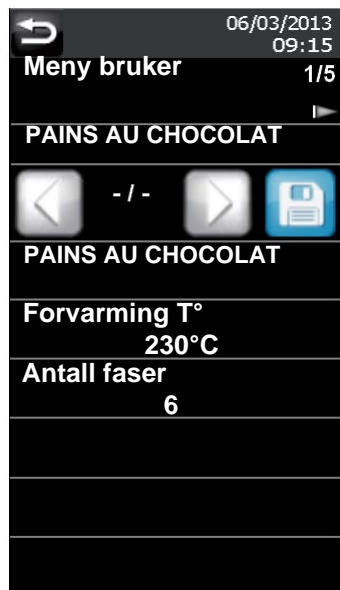 06/03/2013
09:15
Meny bruker
1/5
PAINS AU CHOCOLAT
- / -
PAINS AU CHOCOLAT
Forvarming T°
230°C
Antall faser
6